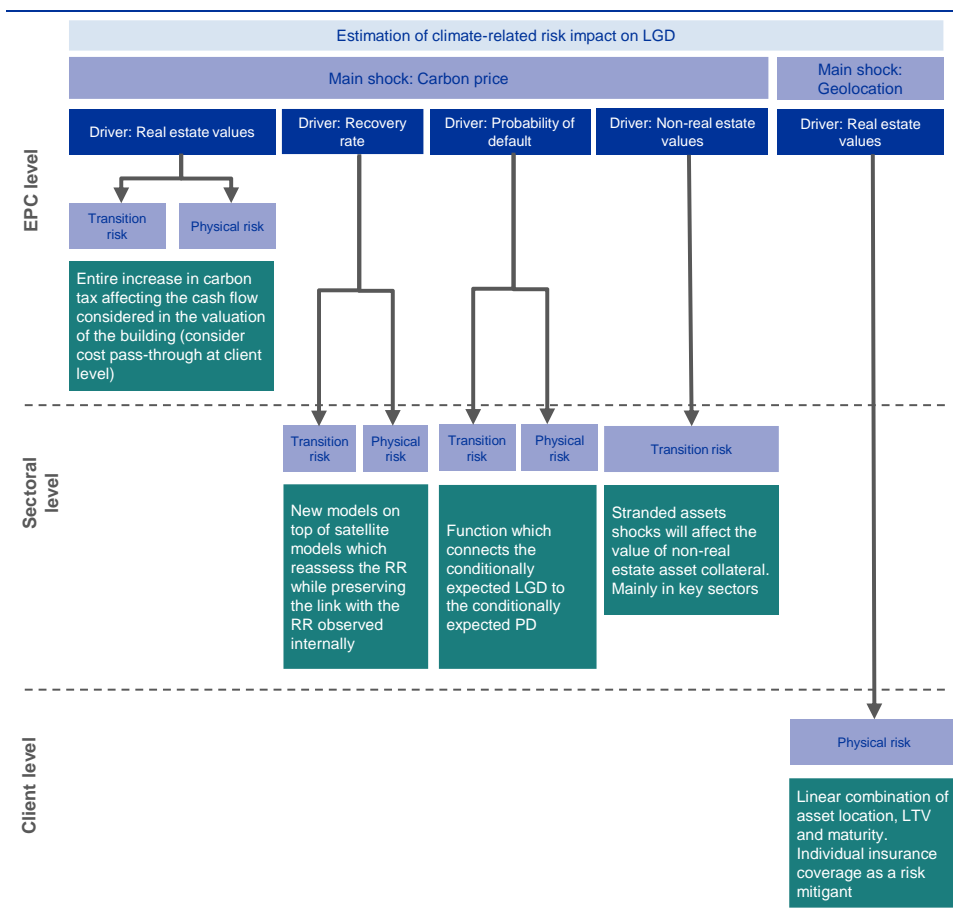 Estimation of climate-related risk impact on LGD
Main shock: Carbon price
Main shock:
Geolocation
Driver: Real estate values
Driver: Recovery
rate
Driver: Probability of
default
Driver: Non-real estate
values
Driver: Real estate
values
EPC level
Transition
risk
Physical risk
Entire increase in carbon
tax affecting the cash flow
considered in the valuation
of the building (consider
cost pass-through at client
level)
Sectoral
level
Transition
risk
Physical
risk
Transition
risk
Physical
risk
Transition risk
New models on
top of satellite
models which
reassess the RR
while preserving
the link with the
RR observed
internally
Function which
connects the
conditionally
expected LGD to
the conditionally
expected PD
Stranded assets
shocks will affect the
value of non-real
estate asset collateral.
Mainly in key sectors
Client level
Physical risk
Linear combination of
asset location, LTV
and maturity.
Individual insurance
coverage as a risk
mitigant